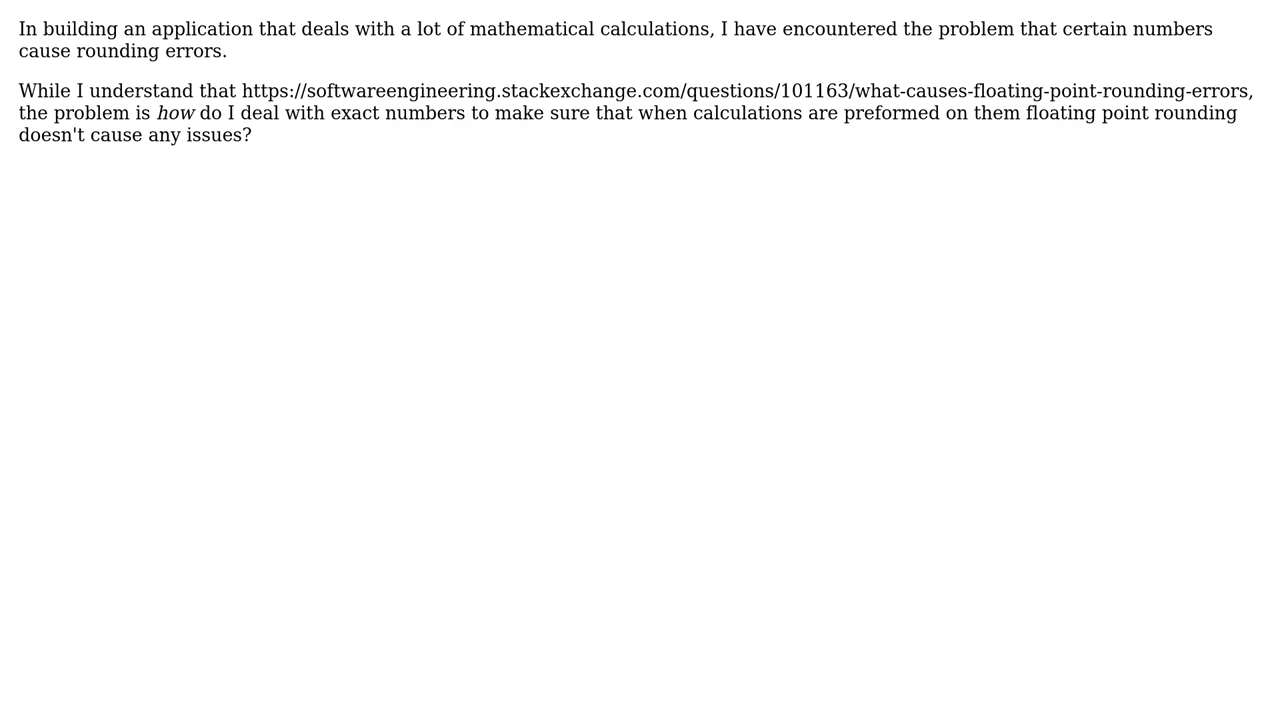 In building an application that deals with a lot of mathematical calculations, I have encountered the problem that certain numbers
cause rounding errors.
While I understand that https://softwareengineering.stackexchange.com/questions/101163/what-causes-floating-point-rounding-errors,
the problem is how do I deal with exact numbers to make sure that when calculations are preformed on them floating point rounding
doesn't cause any issues?